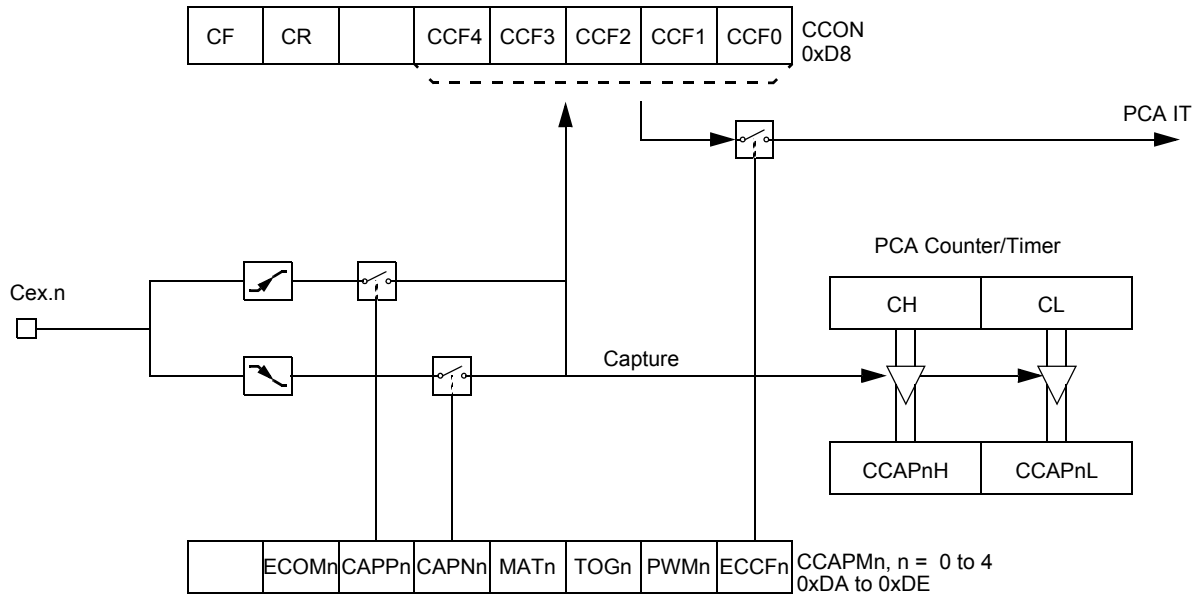 CF CR CCF4 CCF3 CCF2 CCF1 CCF0 CCON
0xD8
PCA IT
PCA Counter/Timer
Cex.n
CH CL
Capture
CCAPnH CCAPnL
ECOMn CAPPn CAPNn MATn TOGn PWMn ECCFn CCAPMn, n = 0 to 4
0xDA to 0xDE